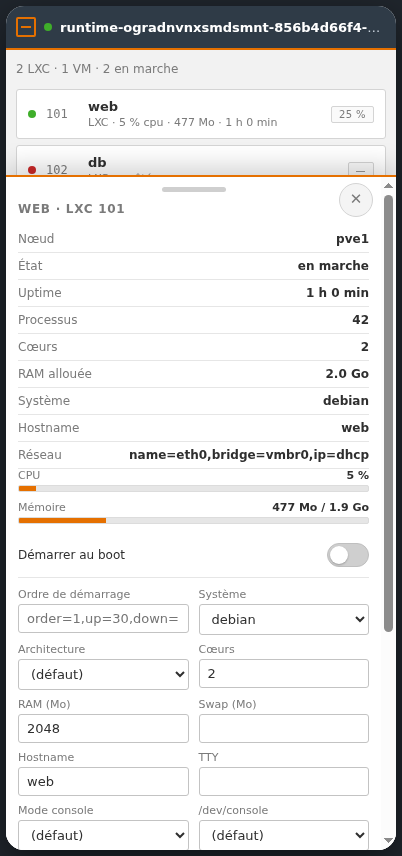 runtime-ogradnvnxsmdsmnt-856b4d66f4-...
2 LXC · 1 VM · 2 en marche
101
web
LXC · 5 % cpu · 477 Mo · 1 h 0 min
25 %
102
db
—
WEB · LXC 101
✕
Nœud pve1
État en marche
Uptime 1 h 0 min
Processus 42
Cœurs 2
RAM allouée 2.0 Go
Système debian
Hostname web
Réseau name=eth0,bridge=vmbr0,ip=dhcp
CPU 5 %
Mémoire 477 Mo / 1.9 Go
Démarrer au boot
Ordre de démarrage Système
order=1,up=30,down= debian
Architecture Cœurs
(défaut) 2
RAM (Mo) Swap (Mo)
2048
Hostname TTY
web
Mode console /dev/console
(défaut) (défaut)